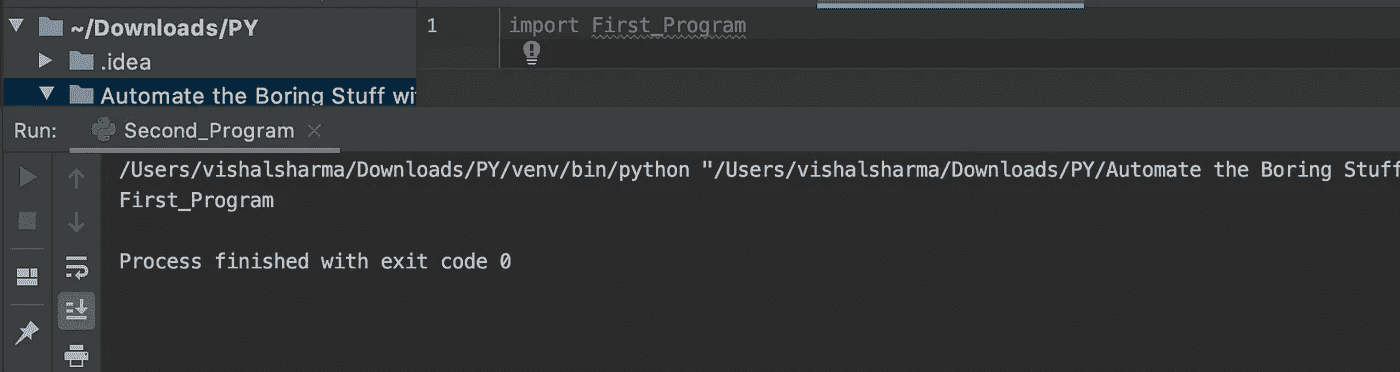 ~/Downloads/PY
.idea
Automate the Boring Stuff wi
1 import First_Program
Run: Second_Program
/Users/vishalsharma/Downloads/PY/venv/bin/python "/Users/vishalsharma/Downloads/PY/Automate the Boring Stuff
First_Program
Process finished with exit code 0